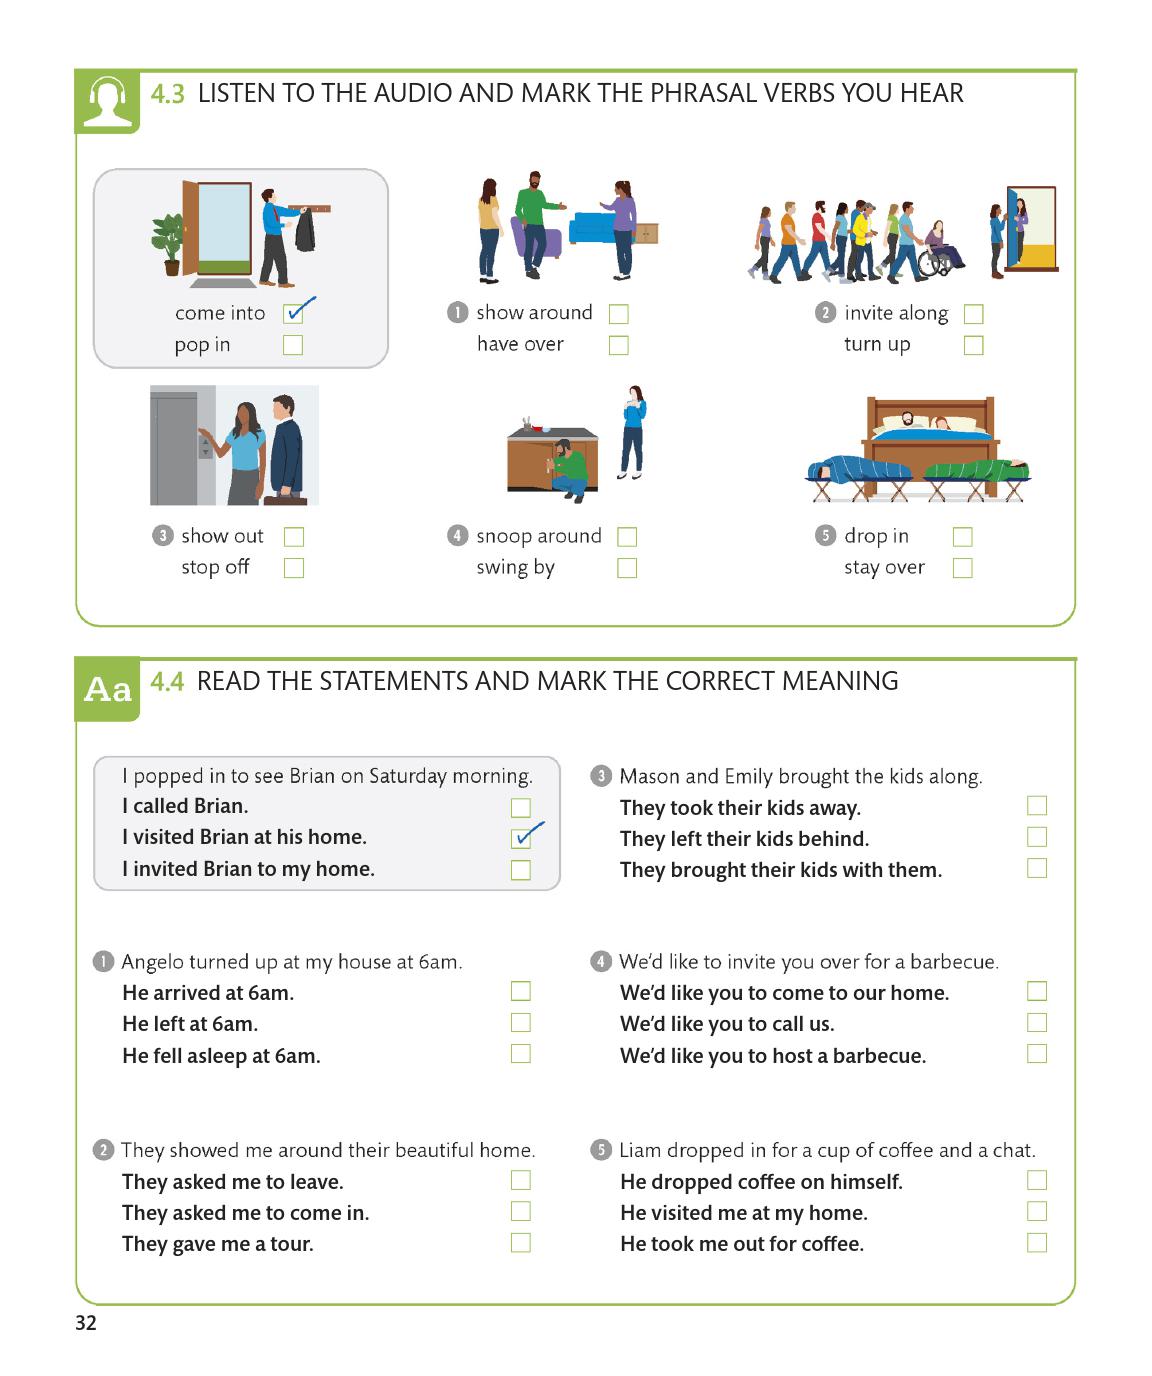 4.3 LISTEN TO THE AUDIO AND MARK THE PHRASAL VERBS YOU HEAR
come into
pop in
1 show around
have over
2 invite along
turn up
3 show out
stop off
4 snoop around
swing by
5 drop in
stay over
Aa 4.4 READ THE STATEMENTS AND MARK THE CORRECT MEANING
I popped in to see Brian on Saturday morning.
I called Brian.
I visited Brian at his home.
I invited Brian to my home.
1 Angelo turned up at my house at 6am.
He arrived at 6am.
He left at 6am.
He fell asleep at 6am.
2 They showed me around their beautiful home.
They asked me to leave.
They asked me to come in.
They gave me a tour.
3 Mason and Emily brought the kids along.
They took their kids away.
They left their kids behind.
They brought their kids with them.
4 We’d like to invite you over for a barbecue.
We’d like you to come to our home.
We’d like you to call us.
We’d like you to host a barbecue.
5 Liam dropped in for a cup of coffee and a chat.
He dropped coffee on himself.
He visited me at my home.
He took me out for coffee.
32